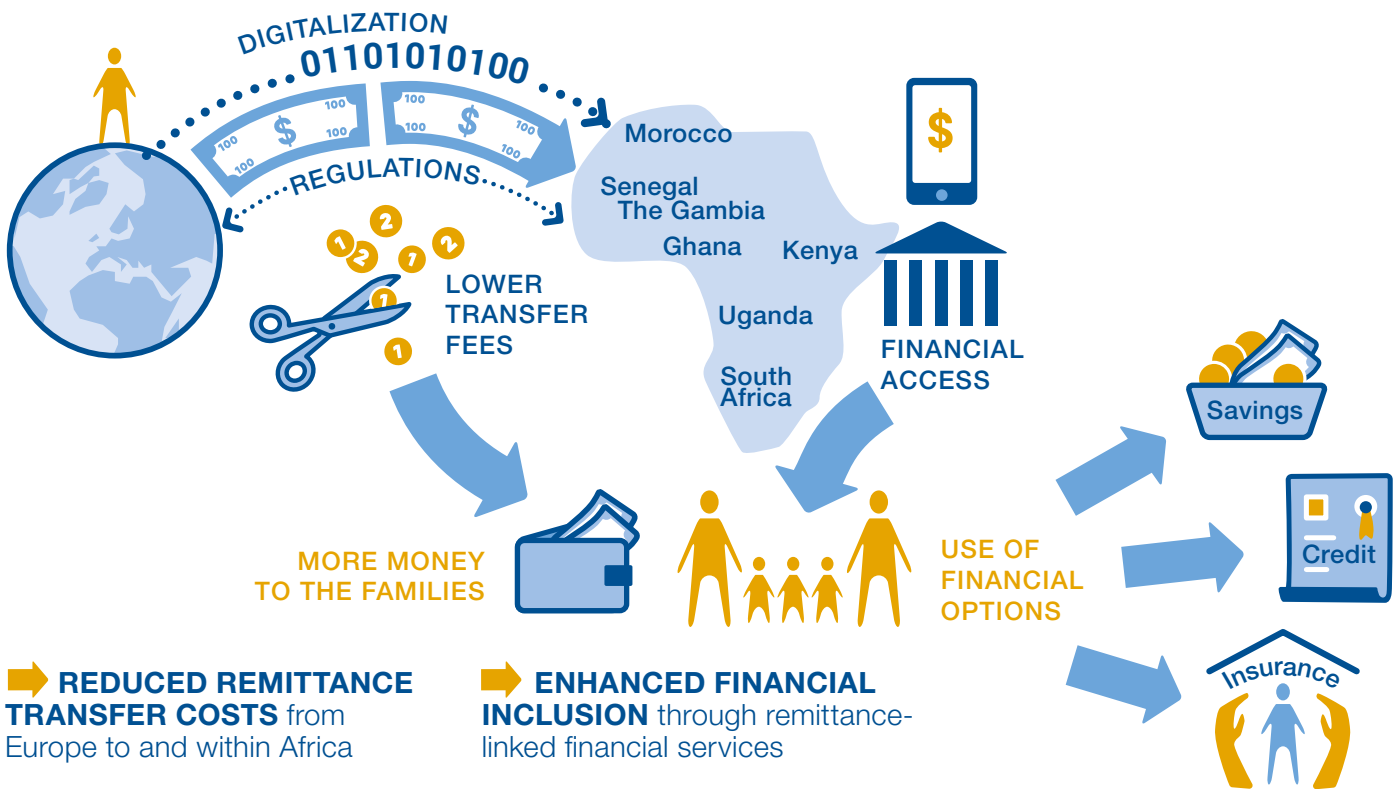 DIGITALIZATION
01101010100
100 100 100 100
$
100 100 100 100
$
REGULATIONS
Morocco
Senegal
The Gambia
Ghana
Kenya
Uganda
South
Africa
$
FINANCIAL
ACCESS
1 2 2 1 2
1
1
LOWER
TRANSFER
FEES
MORE MONEY
TO THE FAMILIES
USE OF
FINANCIAL
OPTIONS
Savings
Credit
Insurance
REDUCED REMITTANCE
TRANSFER COSTS from
Europe to and within Africa
ENHANCED FINANCIAL
INCLUSION through remittance-
linked financial services